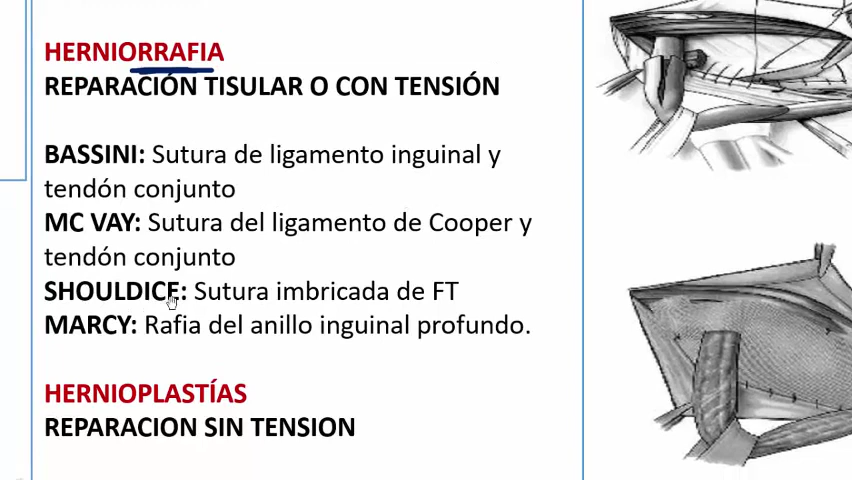 HERNIORRAFIA
REPARACIÓN TISULAR O CON TENSIÓN
BASSINI: Sutura de ligamento inguinal y
tendón conjunto
MC VAY: Sutura del ligamento de Cooper y
tendón conjunto
SHOULDICE: Sutura imbricada de FT
MARCY: Rafia del anillo inguinal profundo.
HERNIOPLASTÍAS
REPARACION SIN TENSION